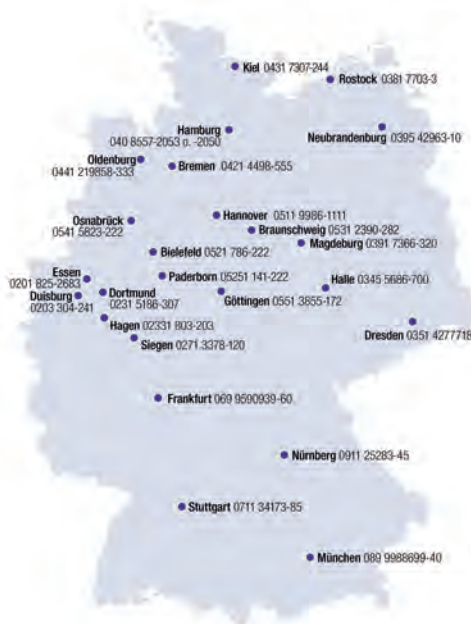 Kiel 0431 7307-244
Rostock 0381 7703-3
Hamburg
040 8557-2053 o. -2050
Neubrandenburg 0395 42963-10
Oldenburg
0441 219858-333
Bremen 0421 4498-555
Hannover 0511 9986-1111
Osnabrück
0541 5823-222
Braunschweig 0531 2390-282
Magdeburg 0391 7366-320
Bielefeld 0521 786-222
Essen
0201 825-2683
Paderborn 05251 141-222
Halle 0345 5686-700
Duisburg
0203 304-241
Dortmund
0231 5186-307
Göttingen 0551 3855-172
Hagen 02331 803-203
Dresden 0351 4277718
Siegen 0271 3378-120
Frankfurt 069 9590939-60
Nürnberg 0911 25283-45
Stuttgart 0711 34173-85
München 089 9988699-40